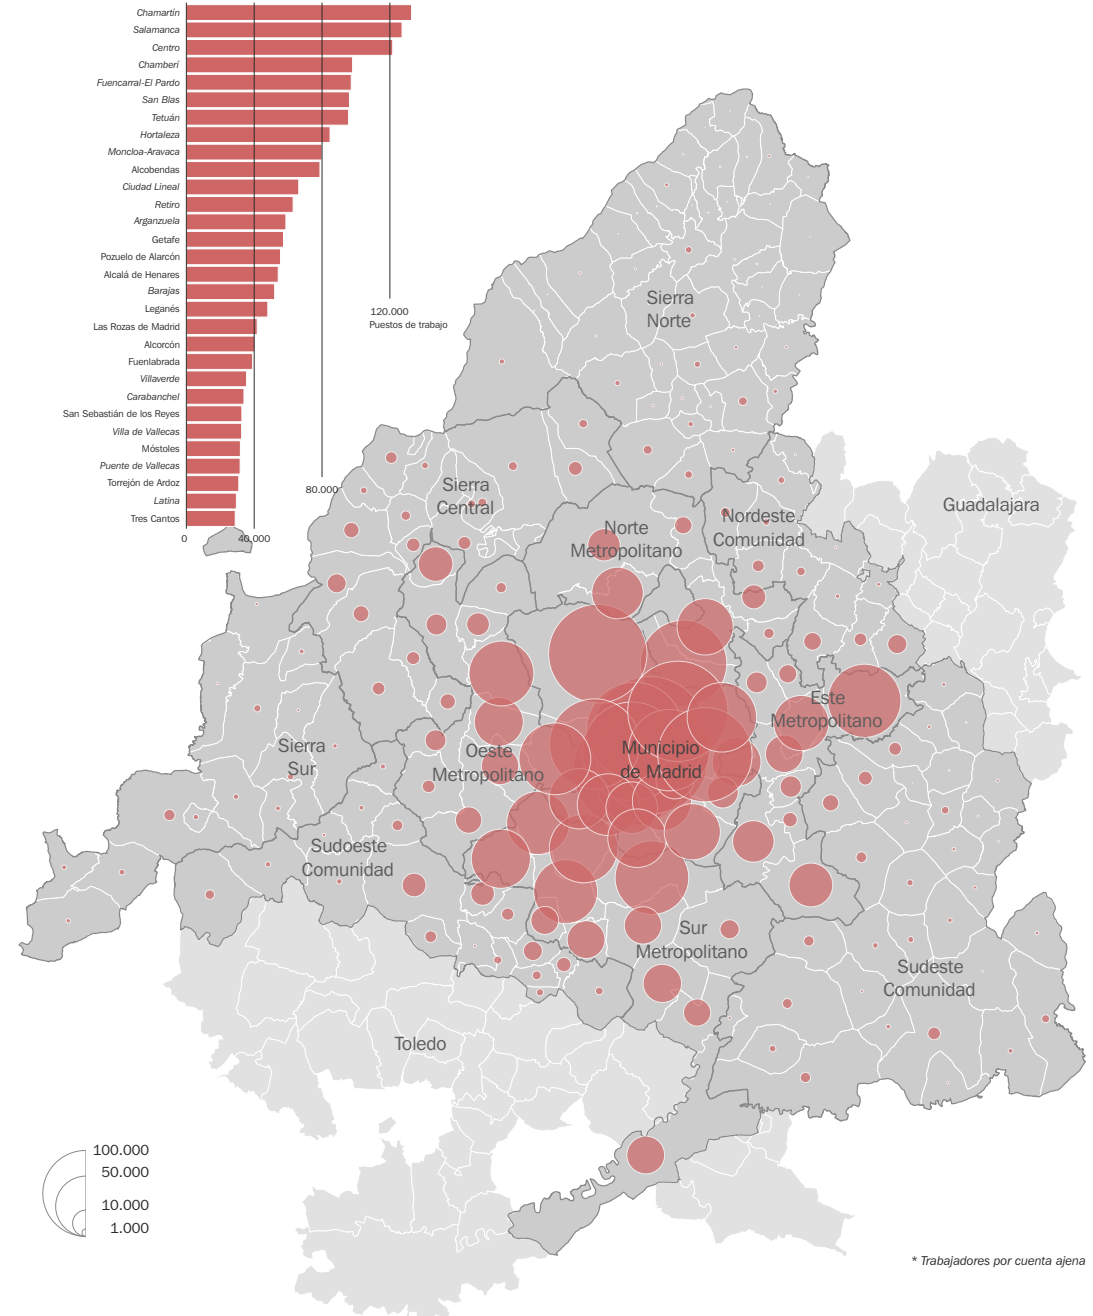 Chamartín
Salamanca
Centro
Chamberí
Fuencarral-El Pardo
San Blas
Tetuán
Hortaleza
Moncloa-Aravaca
Alcobendas
Ciudad Lineal
Retiro
Arganzuela
Getafe
Pozuelo de Alarcón
Alcalá de Henares
Barajas
Leganés
Las Rozas de Madrid
Alcorcón
Fuenlabrada
Villaverde
Carabanchel
San Sebastián de los Reyes
Villa de Vallecas
Móstoles
Puente de Vallecas
Torrejón de Ardoz
Latina
Tres Cantos
0
40.000
80.000
120.000
Puestos de trabajo
Sierra
Norte
Sierra
Central
Norte
Metropolitano
Nordeste
Comunidad
Guadalajara
Este
Metropolitano
Sierra
Sur
Oeste
Metropolitano
Municipio
de Madrid
Sudoeste
Comunidad
Sur
Metropolitano
Sudeste
Comunidad
Toledo
100.000
50.000
10.000
1.000
* Trabajadores por cuenta ajena